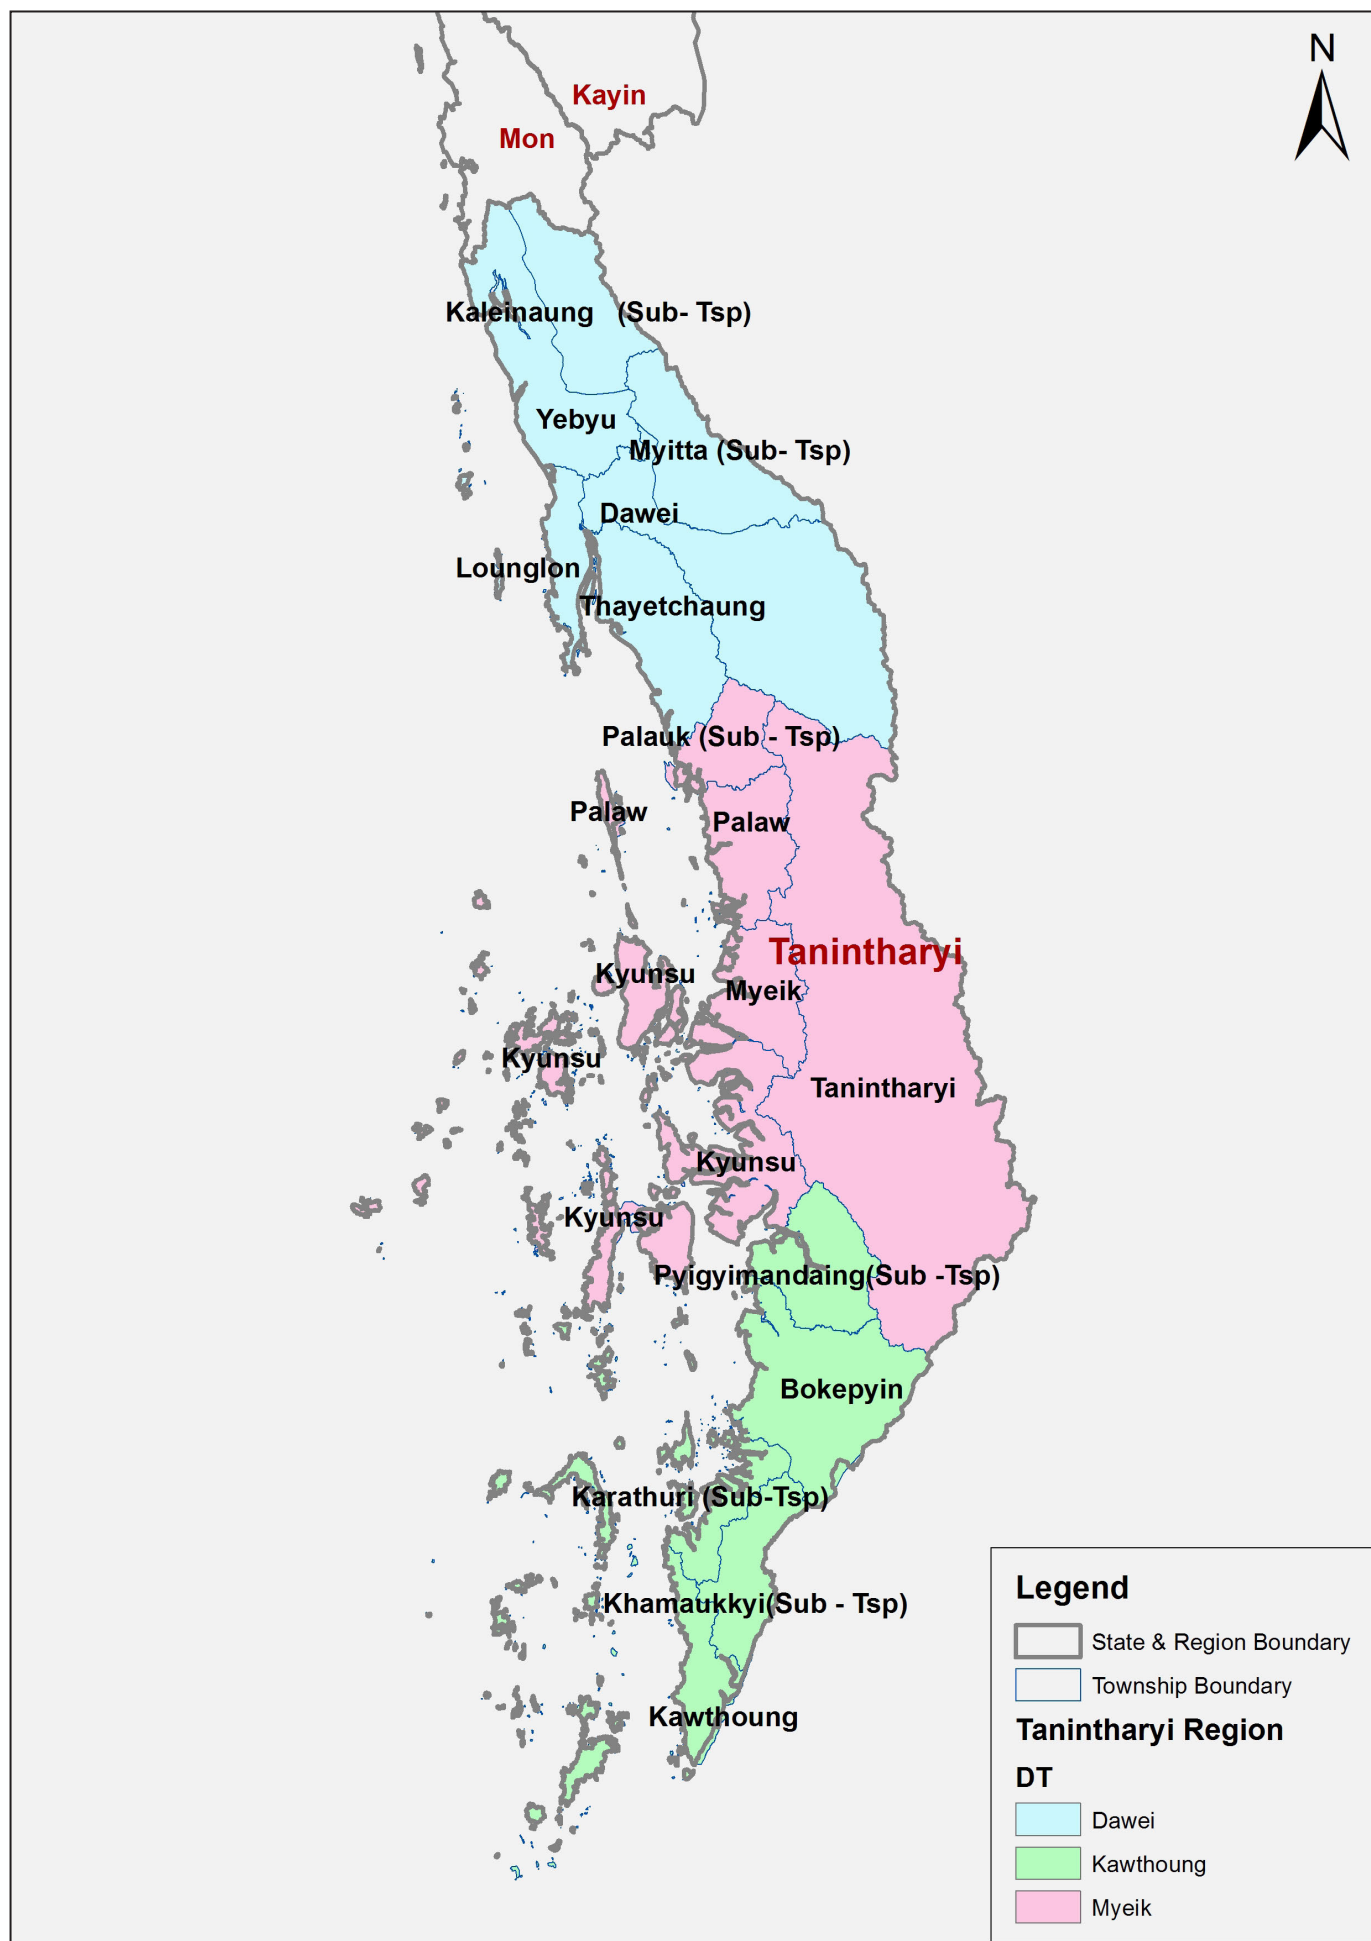 N
Kayin
Mon
Kaleinaung (Sub- Tsp)
Yebyu
Myitta (Sub- Tsp)
Dawei
Lounglon
Thayetchaung
Palauk (Sub - Tsp)
Palaw
Palaw
Tanintharyi
Kyunsu
Myeik
Kyunsu
Tanintharyi
Kyunsu
Kyunsu
Pyigyimandaing(Sub -Tsp)
Bokepyin
Karathuri (Sub-Tsp)
Khamaukkyi(Sub - Tsp)
Kawthoung
Legend
State & Region Boundary
Township Boundary
Tanintharyi Region
DT
Dawei
Kawthoung
Myeik